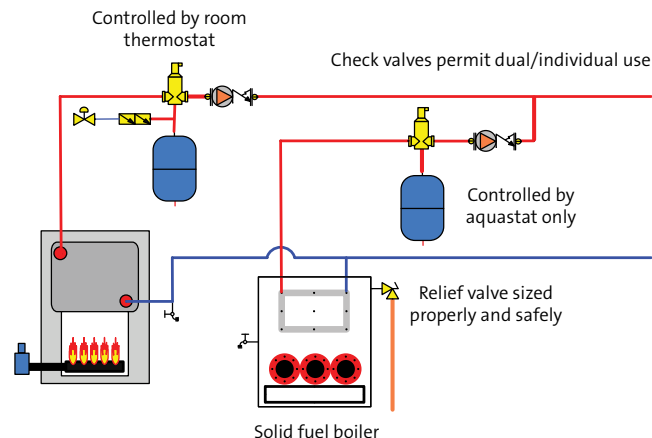 Controlled by room
thermostat
Check valves permit dual/individual use
Controlled by
aquastat only
Relief valve sized
properly and safely
Solid fuel boiler